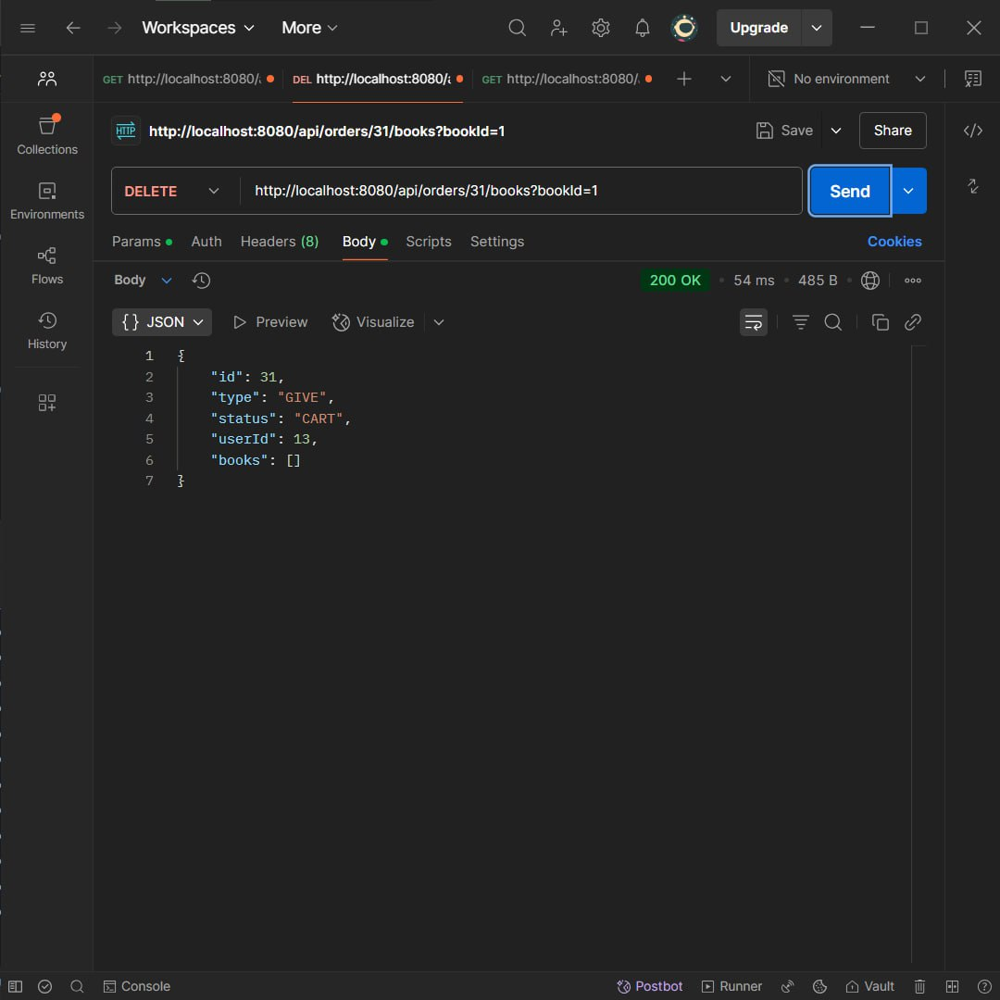 Workspaces More Upgrade
GET http://localhost:8080/ DEL http://localhost:8080/a GET http://localhost:8080/ No environment
Collections
Environments
Flows
History
HTTP http://localhost:8080/api/orders/31/books?bookId=1 Save Share
DELETE http://localhost:8080/api/orders/31/books?bookId=1 Send
Params Auth Headers (8) Body Scripts Settings Cookies
Body 200 OK 54 ms 485 B
{} JSON Preview Visualize
1 {
2 "id": 31,
3 "type": "GIVE",
4 "status": "CART",
5 "userId": 13,
6 "books": []
7 }
Console Postbot Runner Vault